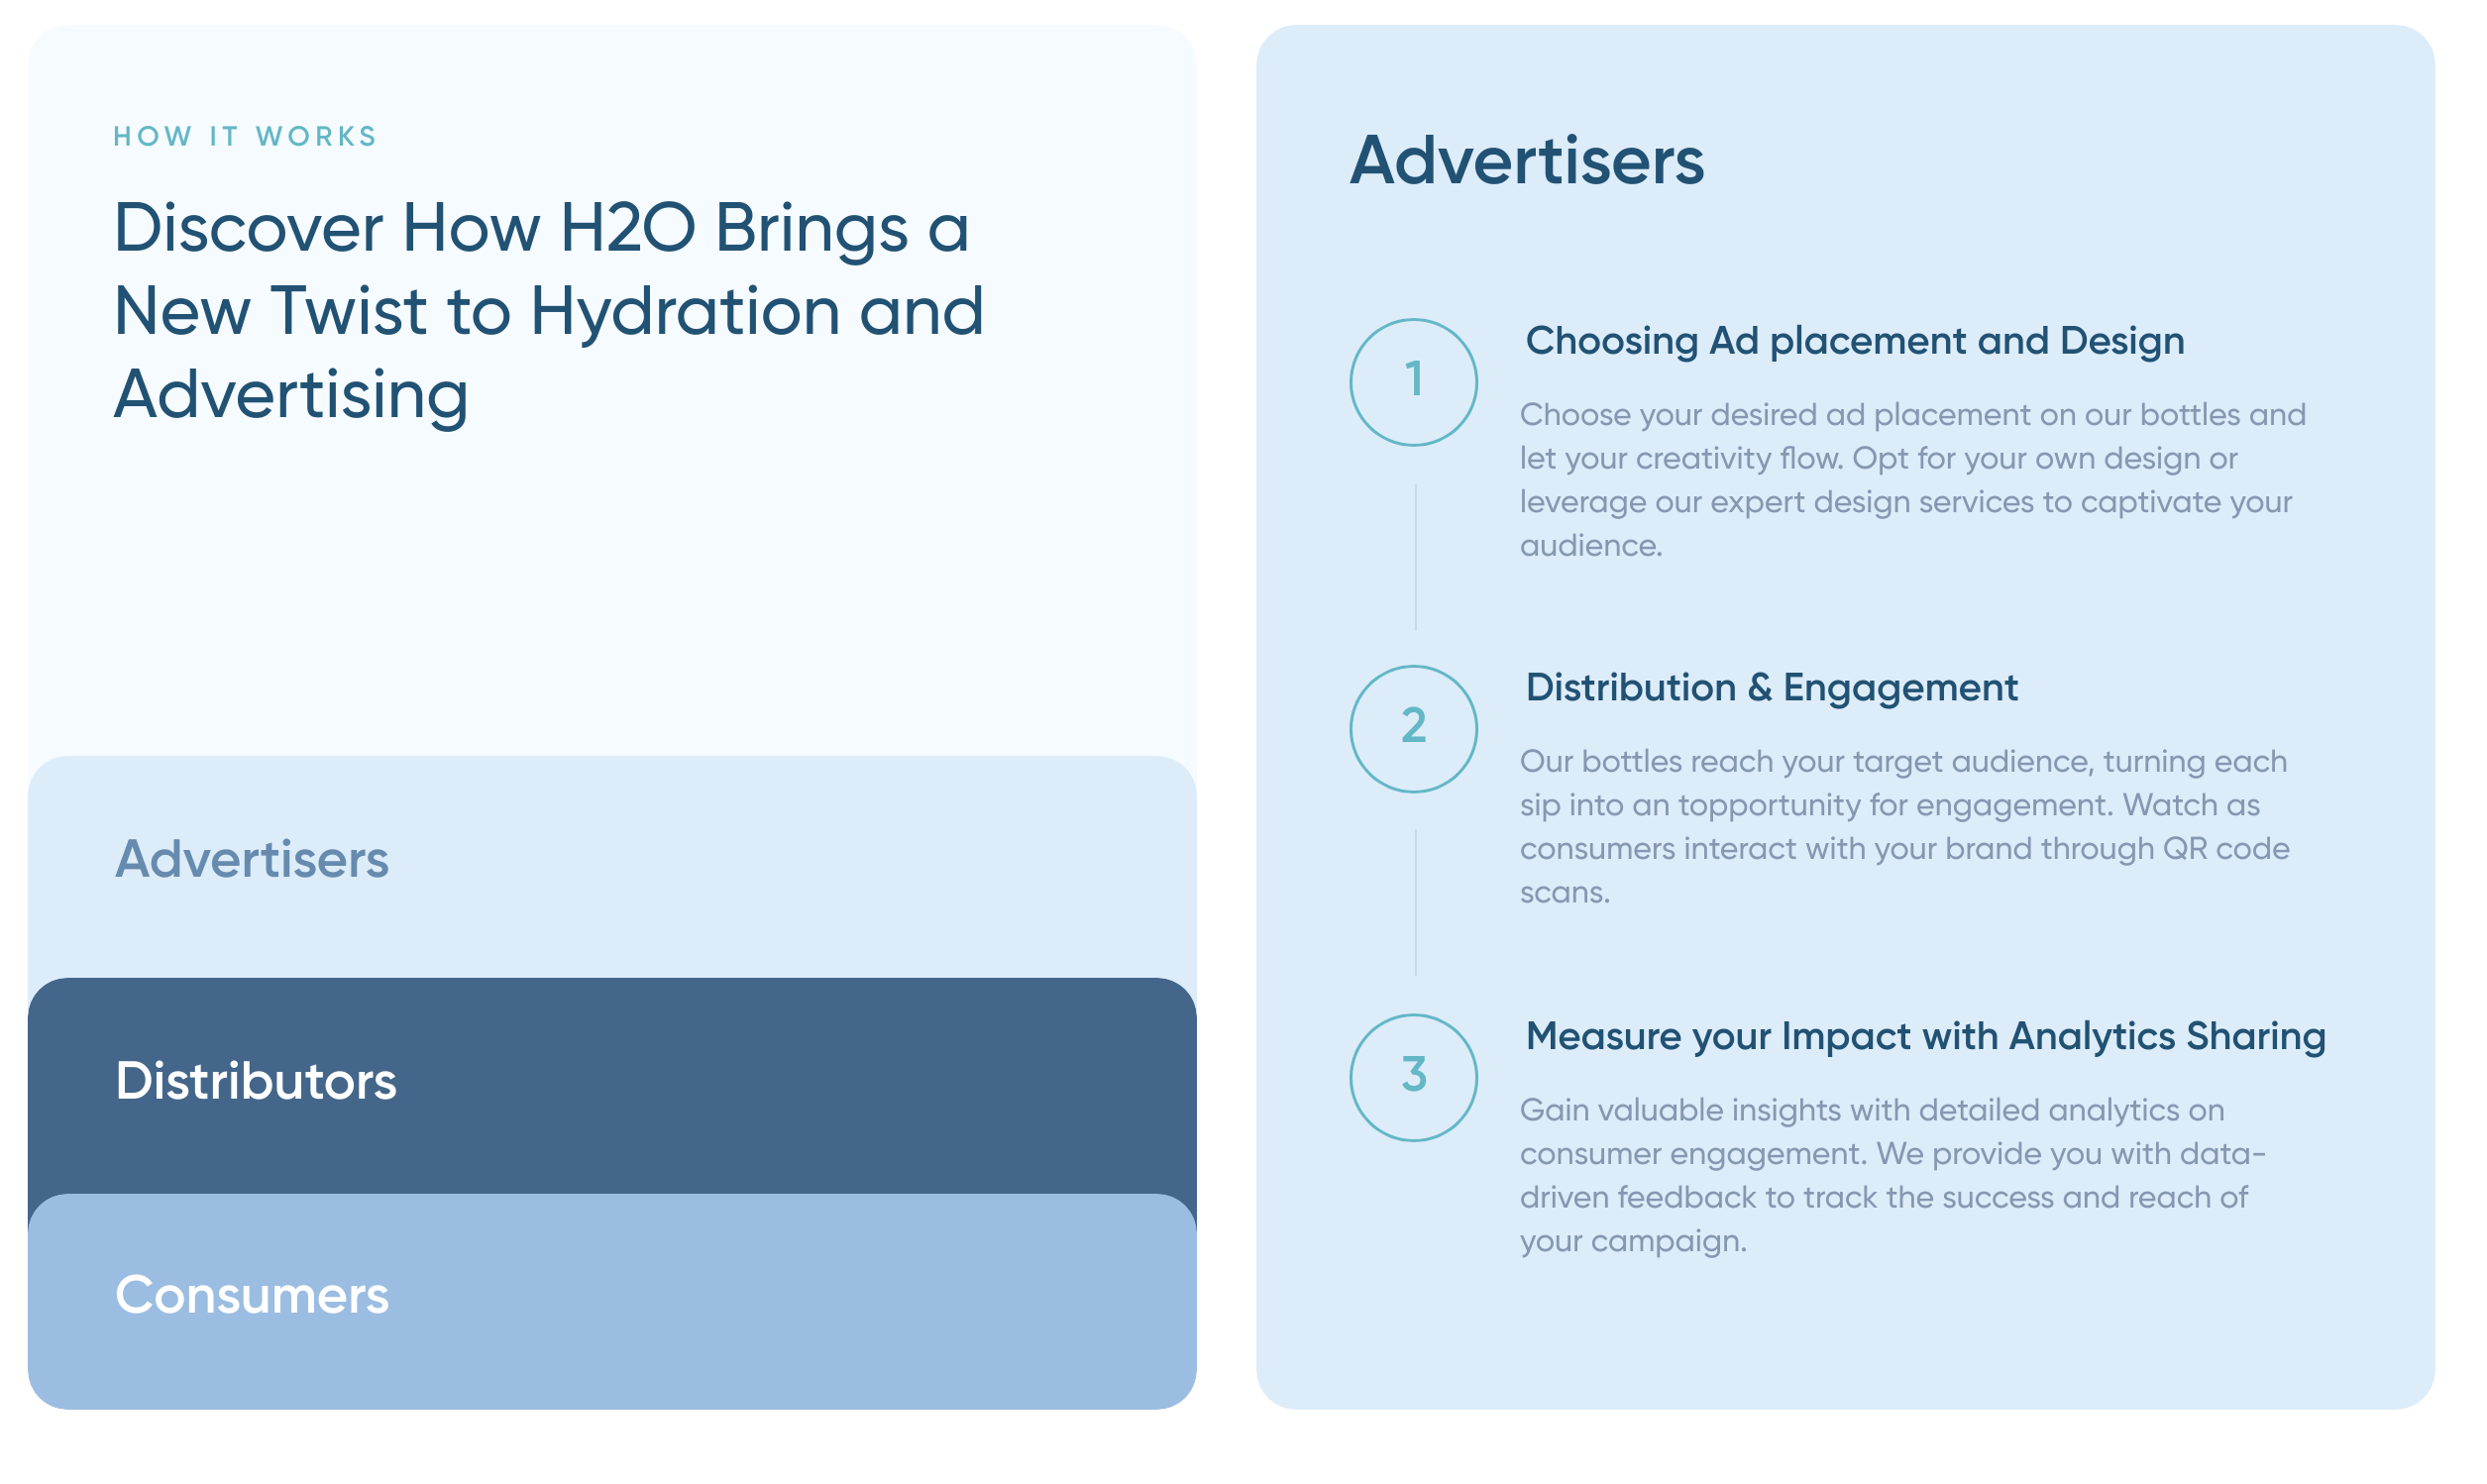 HOW IT WORKS
Discover How H2O Brings a
New Twist to Hydration and
Advertising
Advertisers
Distributors
Consumers
Advertisers
1
Choosing Ad placement and Design
Choose your desired ad placement on our bottles and
let your creativity flow. Opt for your own design or
leverage our expert design services to captivate your
audience.
2
Distribution & Engagement
Our bottles reach your target audience, turning each
sip into an topportunity for engagement. Watch as
consumers interact with your brand through QR code
scans.
3
Measure your Impact with Analytics Sharing
Gain valuable insights with detailed analytics on
consumer engagement. We provide you with data-
driven feedback to track the success and reach of
your campaign.